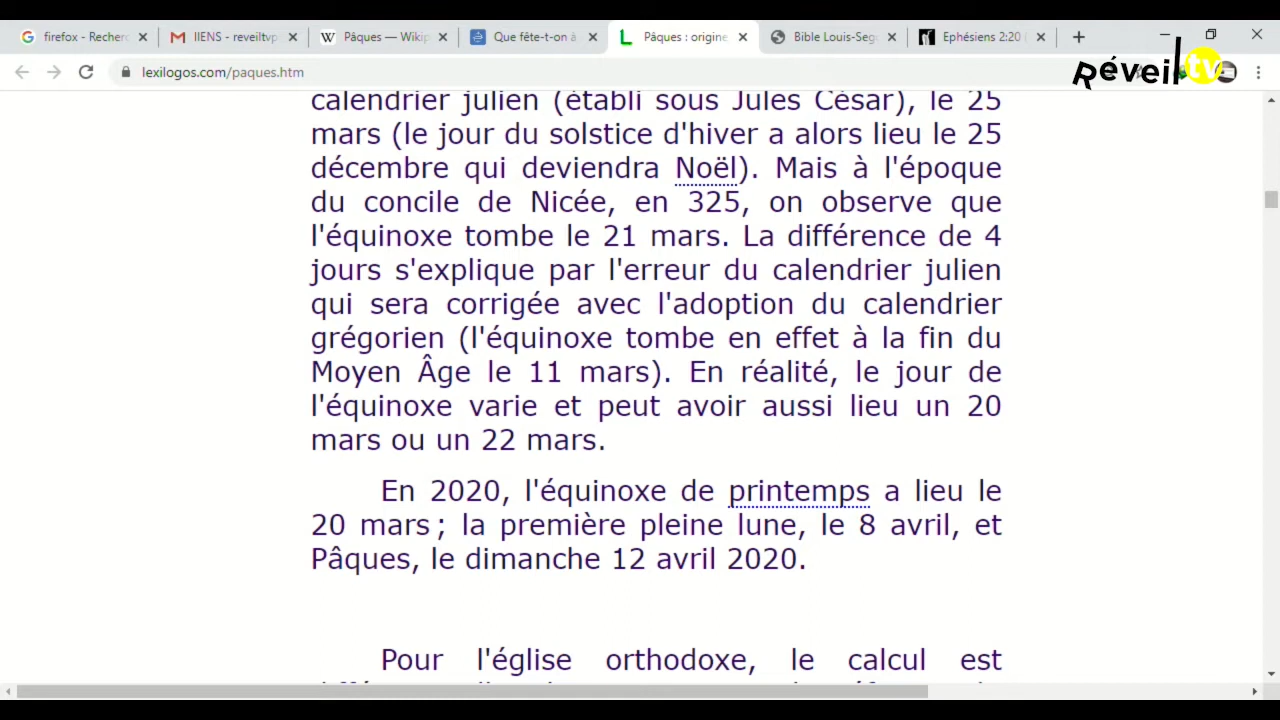 firefox - Recherc
IIENS - reveiltvp
Pâques — Wikip
Que fête-t-on à
Pâques : origine
Bible Louis-Seg
Ephésiens 2:20
lexilogos.com/paques.htm
Réveil tv
calendrier julien (établi sous Jules César), le 25
mars (le jour du solstice d'hiver a alors lieu le 25
décembre qui deviendra Noël). Mais à l'époque
du concile de Nicée, en 325, on observe que
l'équinoxe tombe le 21 mars. La différence de 4
jours s'explique par l'erreur du calendrier julien
qui sera corrigée avec l'adoption du calendrier
grégorien (l'équinoxe tombe en effet à la fin du
Moyen Âge le 11 mars). En réalité, le jour de
l'équinoxe varie et peut avoir aussi lieu un 20
mars ou un 22 mars.
En 2020, l'équinoxe de printemps a lieu le
20 mars ; la première pleine lune, le 8 avril, et
Pâques, le dimanche 12 avril 2020.
Pour l'église orthodoxe, le calcul est